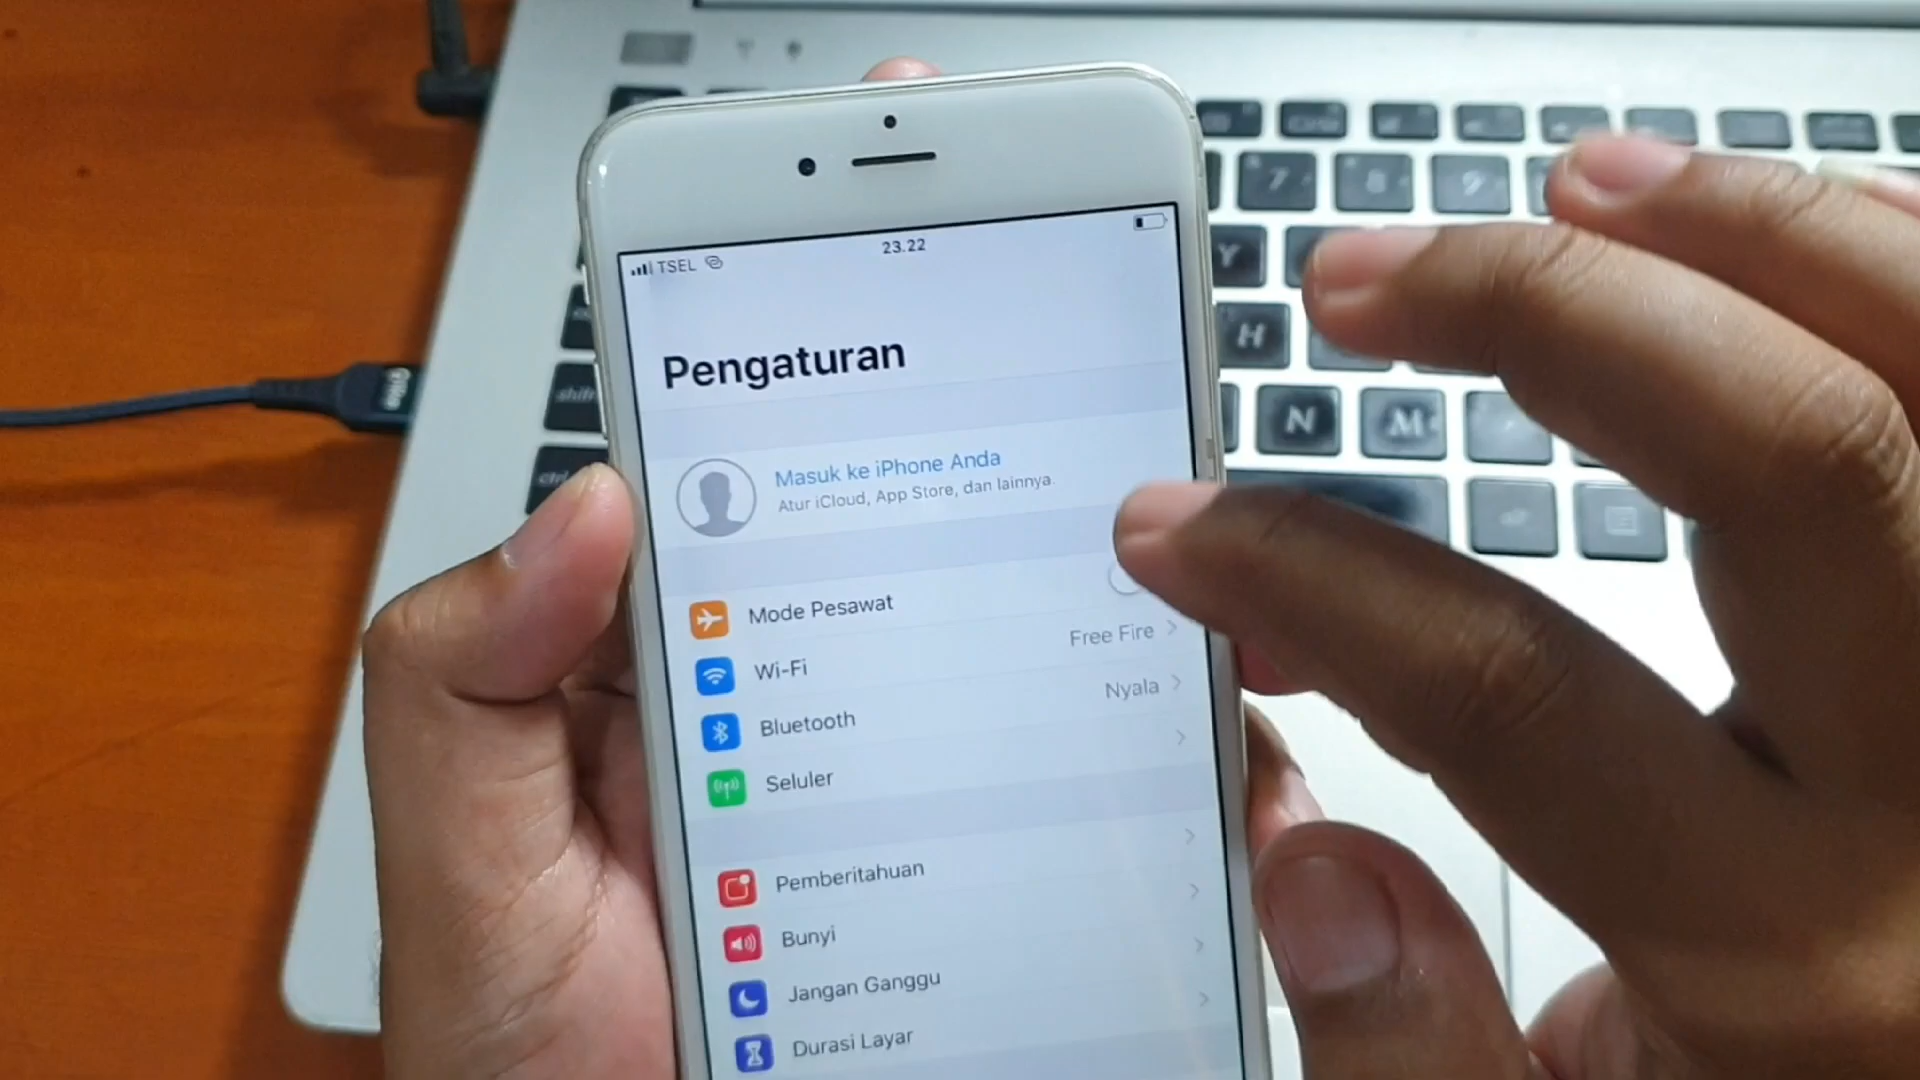 TSEL
23.22
Pengaturan
Masuk ke iPhone Anda
Atur iCloud, App Store, dan lainnya.
Mode Pesawat
Wi-Fi
Free Fire
Bluetooth
Nyala
Seluler
Pemberitahuan
Bunyi
Jangan Ganggu
Durasi Layar
7
8
9
Y
H
N
M
shift